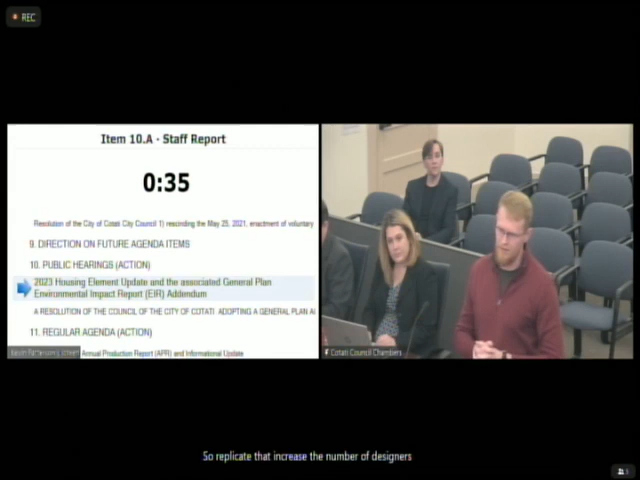 REC
Item 10.A - Staff Report
0:35
Resolution of the City of Cotati City Council 1) rescinding the May 25, 2021, enactment of voluntary
9. DIRECTION ON FUTURE AGENDA ITEMS
10. PUBLIC HEARINGS (ACTION)
2023 Housing Element Update and the associated General Plan
Environmental Impact Report (EIR) Addendum
A RESOLUTION OF THE COUNCIL OF THE CITY OF COTATI ADOPTING A GENERAL PLAN A
11. REGULAR AGENDA (ACTION)
Annual Production Report (APR) and Informational Update
Cotati Council Chambers
So replicate that increase the number of designers